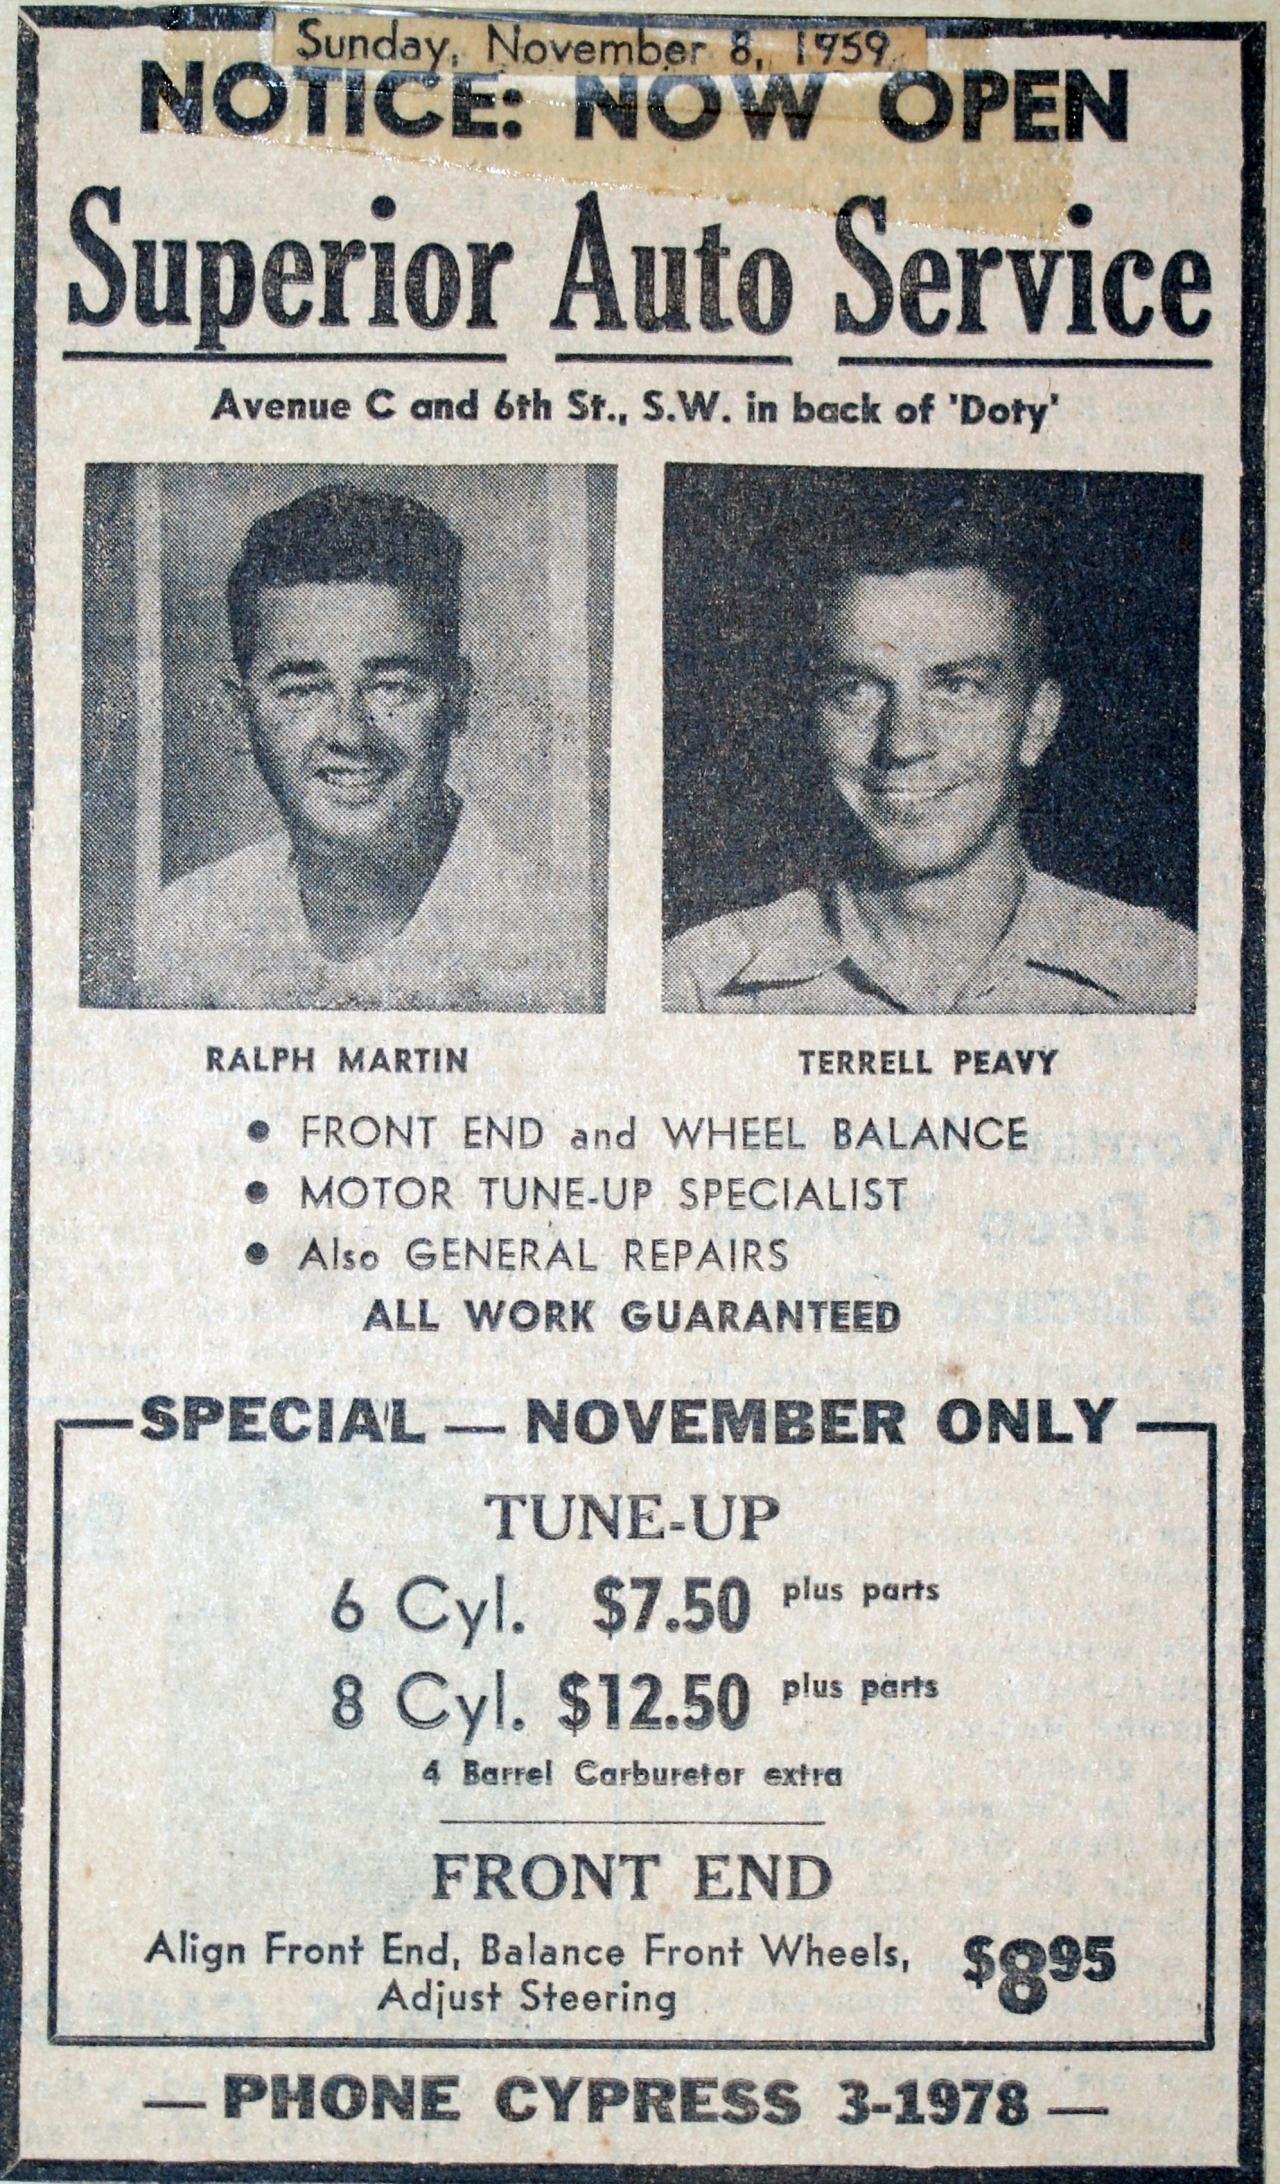 Sunday, November 8, 1959
NOTICE: NOW OPEN
Superior Auto Service
Avenue C and 6th St., S.W. in back of 'Doty'
RALPH MARTIN
TERRELL PEAVY
• FRONT END and WHEEL BALANCE
• MOTOR TUNE-UP SPECIALIST
• Also GENERAL REPAIRS
ALL WORK GUARANTEED
SPECIAL — NOVEMBER ONLY
TUNE-UP
6 Cyl. $7.50 plus parts
8 Cyl. $12.50 plus parts
4 Barrel Carbureter extra
FRONT END
Align Front End, Balance Front Wheels,
Adjust Steering
$8 95
— PHONE CYPRESS 3-1978 —